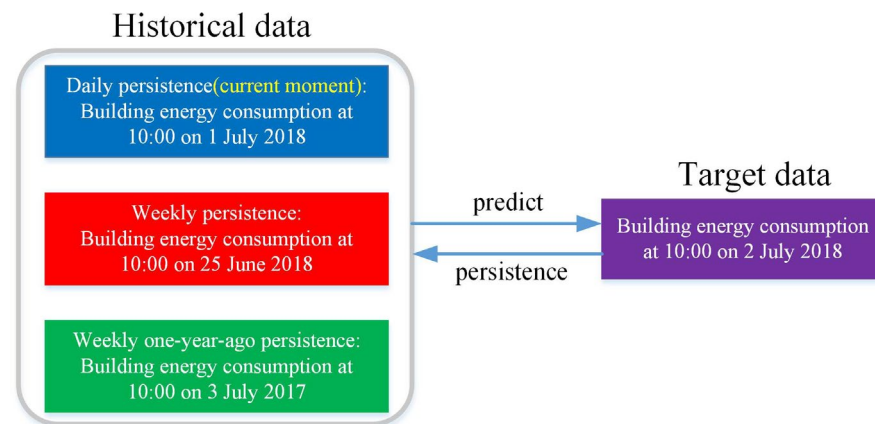 Historical data
Daily persistence(current moment):
Building energy consumption at
10:00 on 1 July 2018
Weekly persistence:
Building energy consumption at
10:00 on 25 June 2018
Weekly one-year-ago persistence:
Building energy consumption at
10:00 on 3 July 2017
predict
persistence
Target data
Building energy consumption
at 10:00 on 2 July 2018